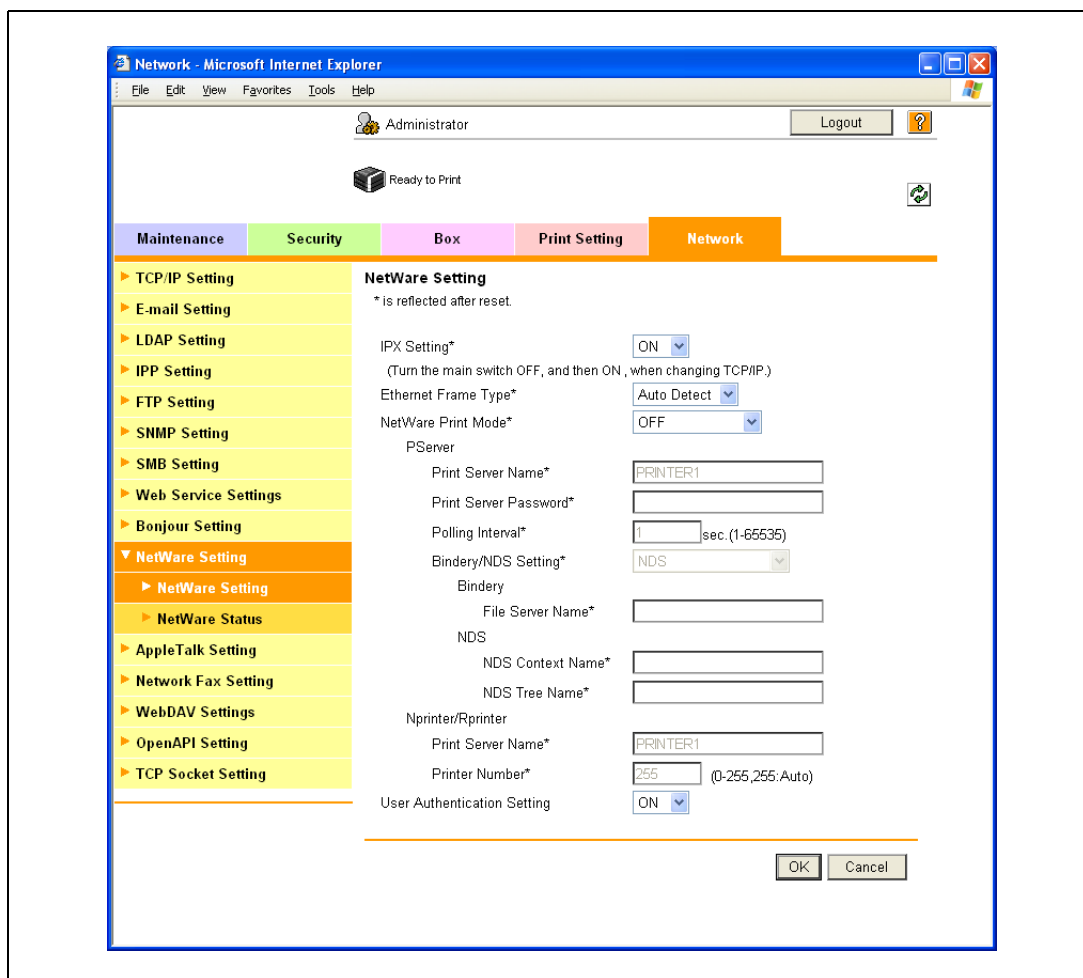 Network - Microsoft Internet Explorer
File Edit View Favorites Tools Help
Administrator
Logout
?
Ready to Print
Maintenance Security Box Print Setting Network
TCP/IP Setting
E-mail Setting
LDAP Setting
IPP Setting
FTP Setting
SNMP Setting
SMB Setting
Web Service Settings
Bonjour Setting
NetWare Setting
NetWare Setting
NetWare Status
AppleTalk Setting
Network Fax Setting
WebDAV Settings
OpenAPI Setting
TCP Socket Setting
NetWare Setting
* is reflected after reset.
IPX Setting* ON
(Turn the main switch OFF, and then ON , when changing TCP/IP.)
Ethernet Frame Type* Auto Detect
NetWare Print Mode* OFF
PServer
Print Server Name* PRINTER1
Print Server Password*
Polling Interval* 1 sec.(1-65535)
Bindery/NDS Setting* NDS
Bindery
File Server Name*
NDS
NDS Context Name*
NDS Tree Name*
Nprinter/Rprinter
Print Server Name* PRINTER1
Printer Number* 255 (0-255,255:Auto)
User Authentication Setting ON
OK Cancel